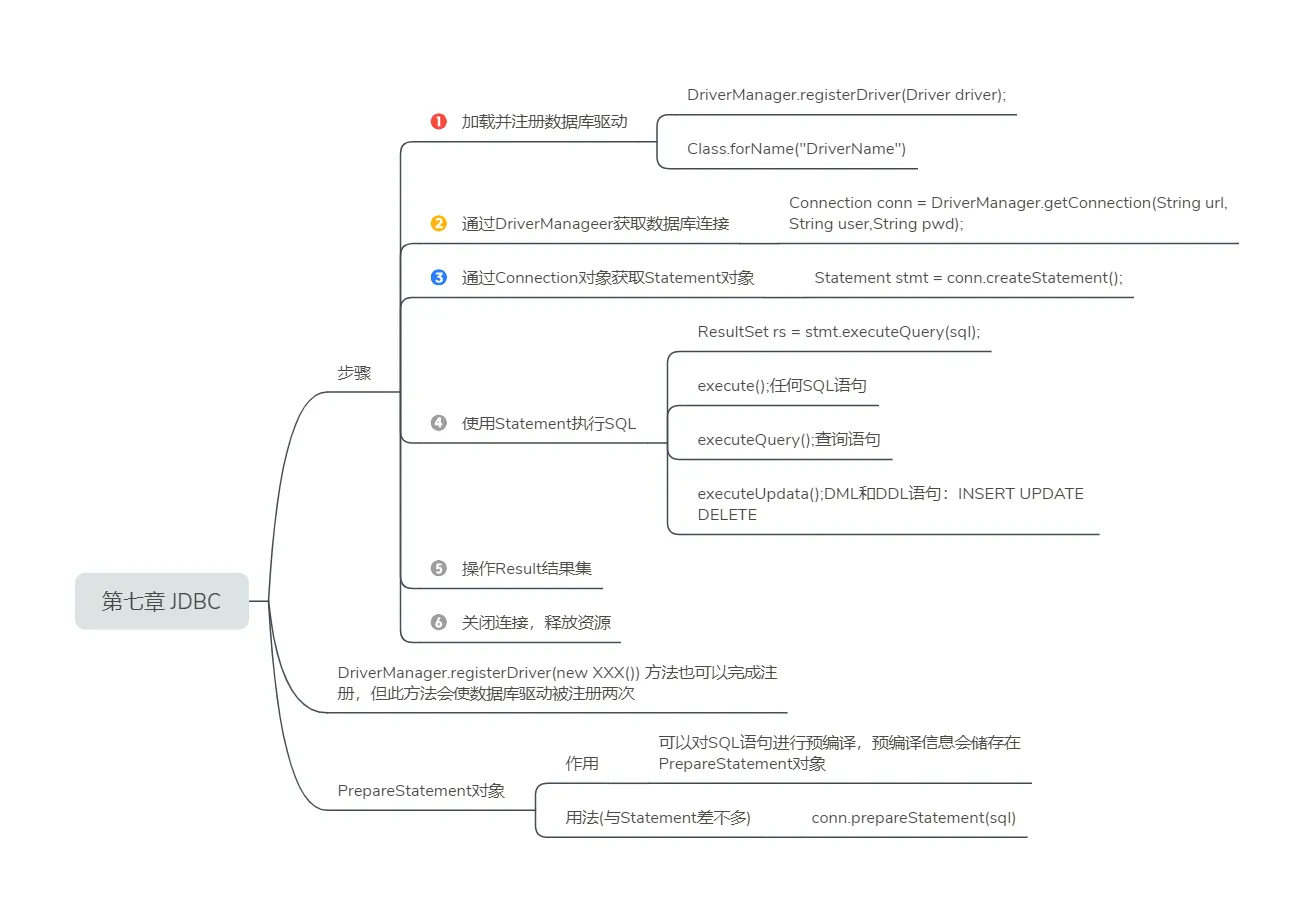 第七章 JDBC
步骤
❶ 加载并注册数据库驱动
DriverManager.registerDriver(Driver driver);
Class.forName("DriverName")
❷ 通过DriverManageer获取数据库连接
Connection conn = DriverManager.getConnection(String url,
String user,String pwd);
❸ 通过Connection对象获取Statement对象
Statement stmt = conn.createStatement();
❹ 使用Statement执行SQL
ResultSet rs = stmt.executeQuery(sql);
execute();任何SQL语句
executeQuery();查询语句
executeUpdata();DML和DDL语句：INSERT UPDATE
DELETE
❺ 操作Result结果集
❻ 关闭连接，释放资源
DriverManager.registerDriver(new XXX()) 方法也可以完成注
册，但此方法会使数据库驱动被注册两次
PrepareStatement对象
作用
可以对SQL语句进行预编译，预编译信息会储存在
PrepareStatement对象
用法(与Statement差不多)
conn.prepareStatement(sql)